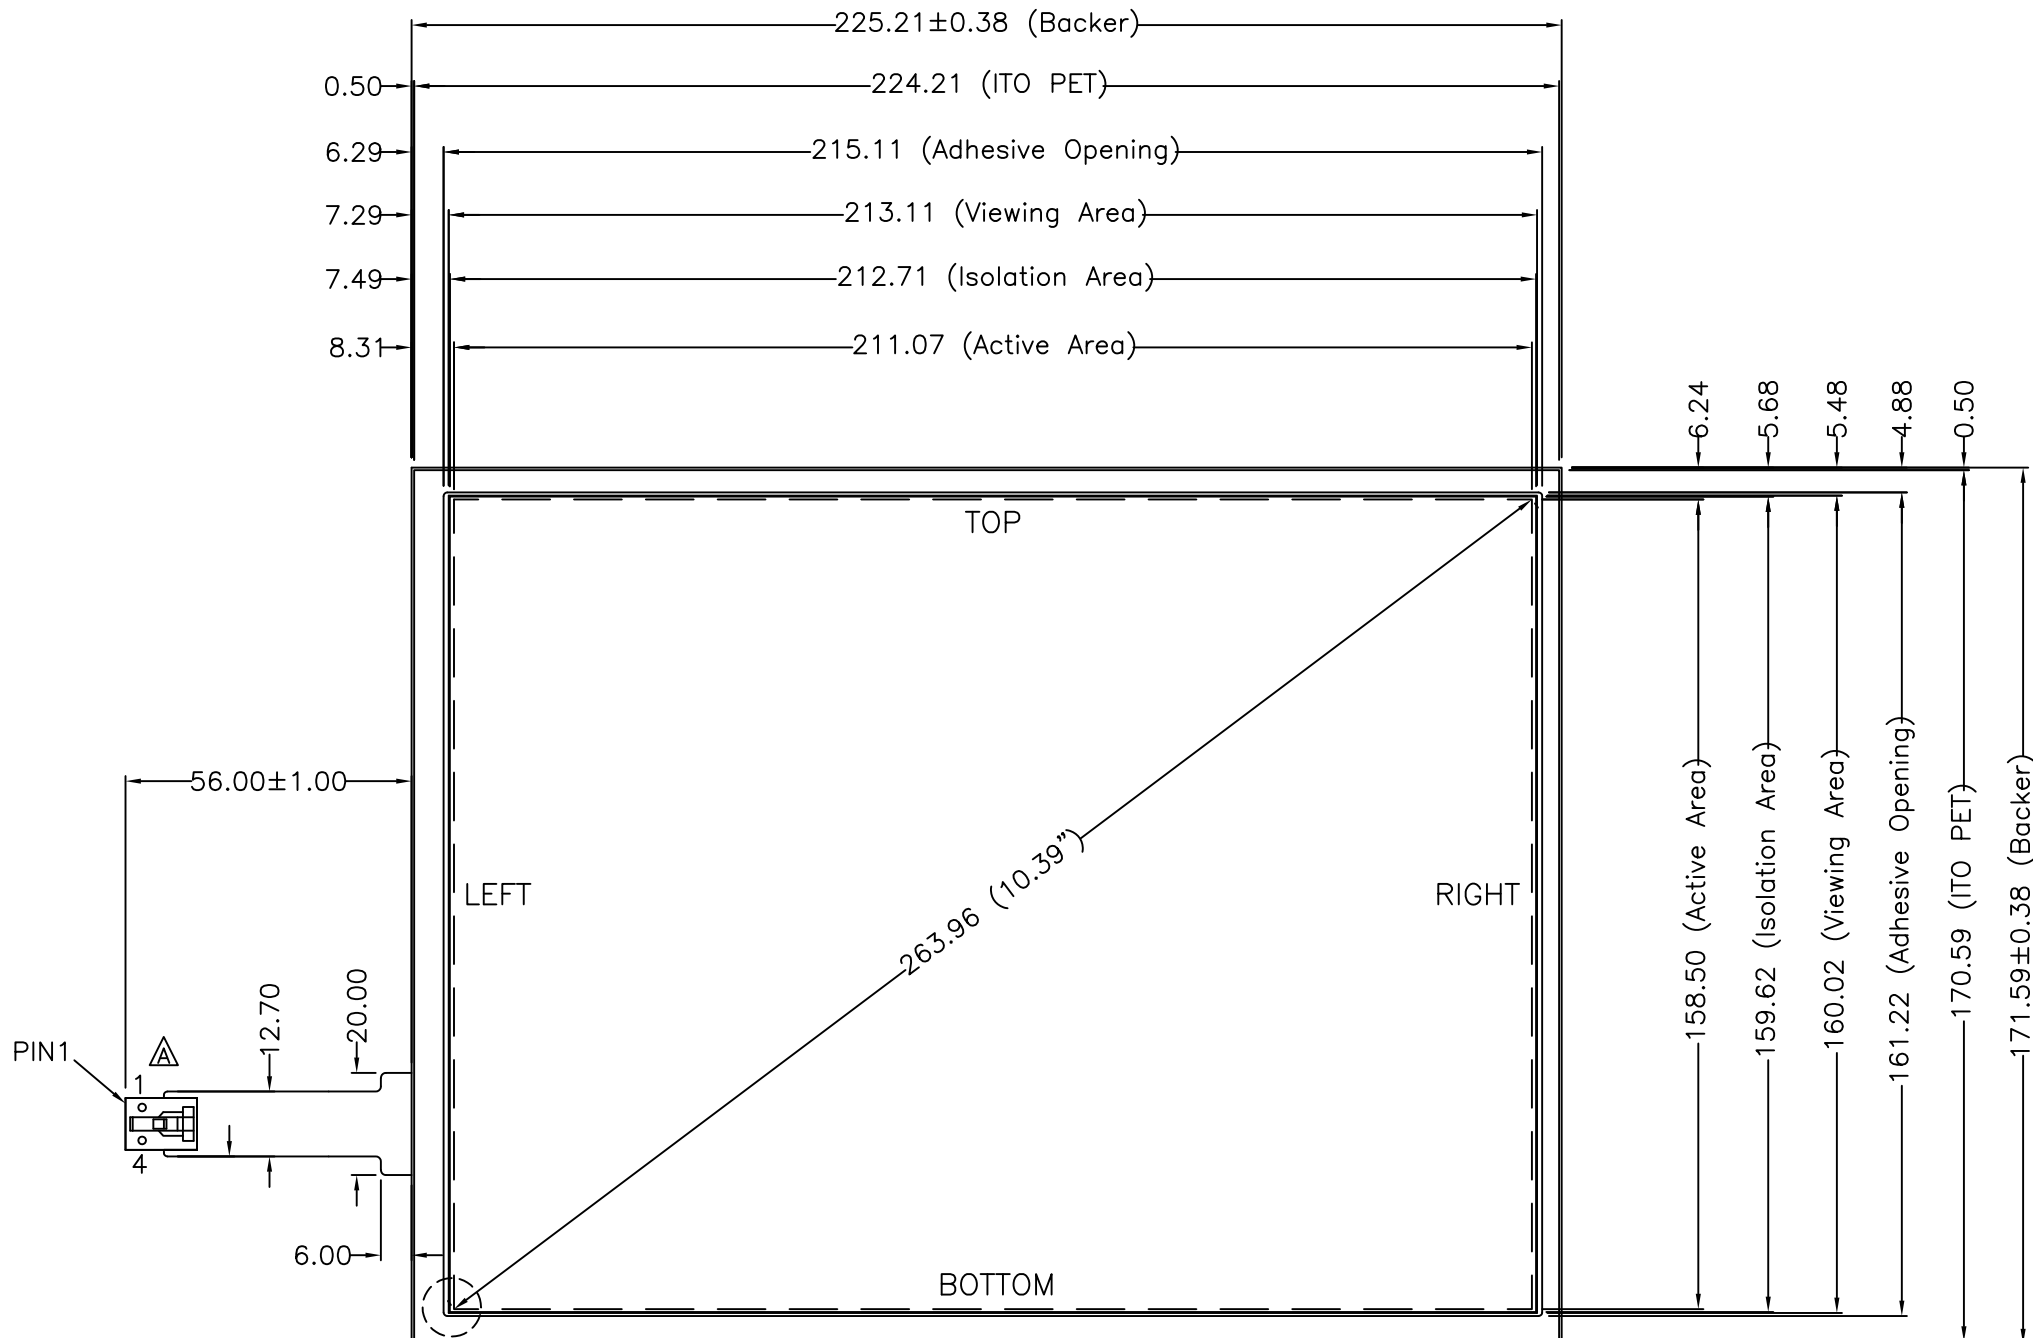 225.21±0.38 (Backer)
0.50
224.21 (ITO PET)
6.29
215.11 (Adhesive Opening)
7.29
213.11 (Viewing Area)
7.49
212.71 (Isolation Area)
8.31
211.07 (Active Area)
6.24
5.68
5.48
4.88
0.50
TOP
56.00±1.00
263.96 (10.39”)
LEFT
RIGHT
158.50 (Active Area)
159.62 (Isolation Area)
160.02 (Viewing Area)
161.22 (Adhesive Opening)
170.59 (ITO PET)
171.59±0.38 (Backer)
12.70
20.00
PIN1
A
1
4
6.00
BOTTOM